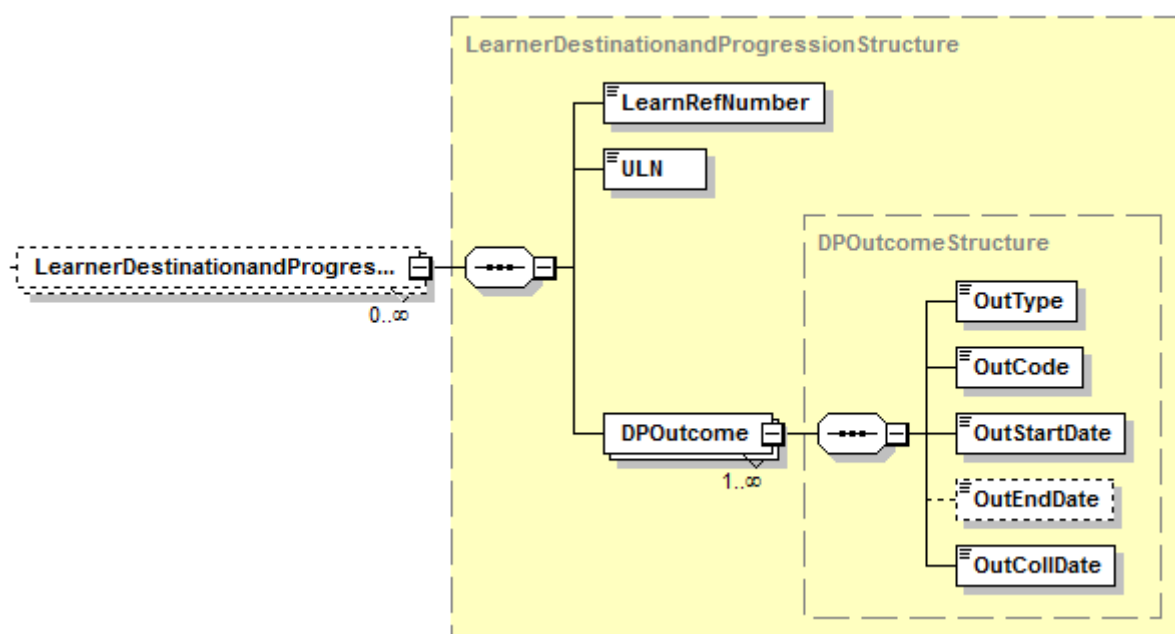 LearnerDestinationandProgressionStructure
LearnRefNumber
ULN
LearnerDestinationandProgres...
0..∞
DPOutcome
1..∞
DPOutcomeStructure
OutType
OutCode
OutStartDate
OutEndDate
OutCollDate